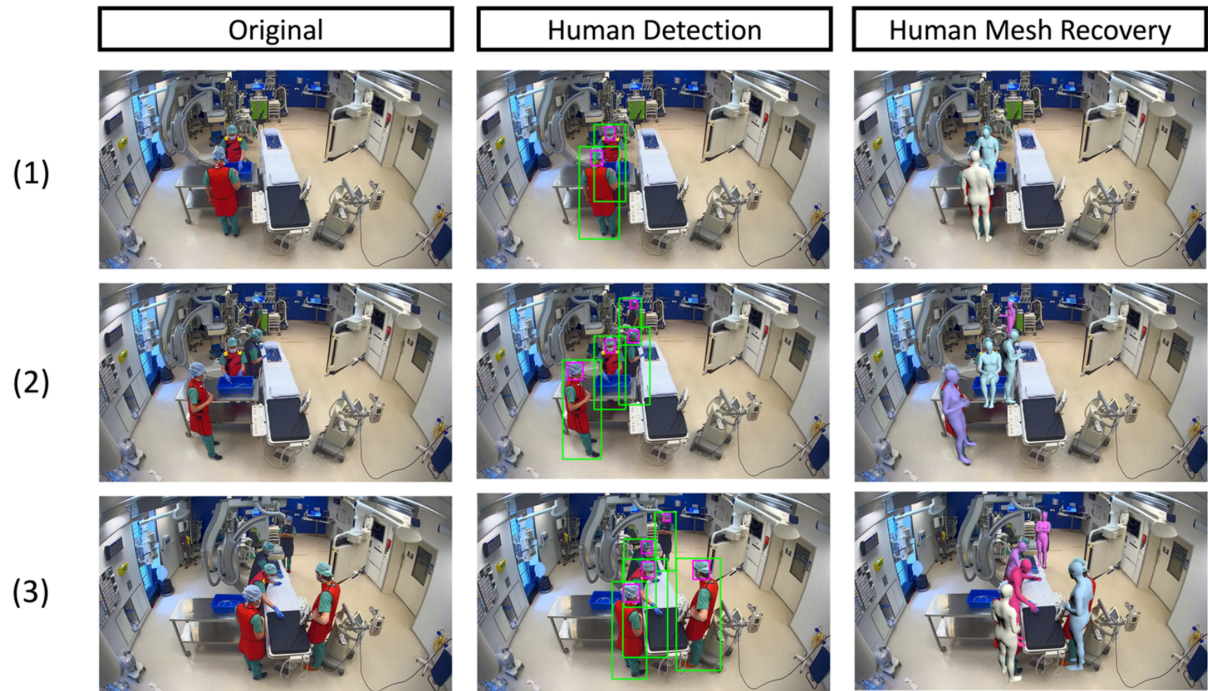 Original
Human Detection
Human Mesh Recovery
(1)
(2)
(3)